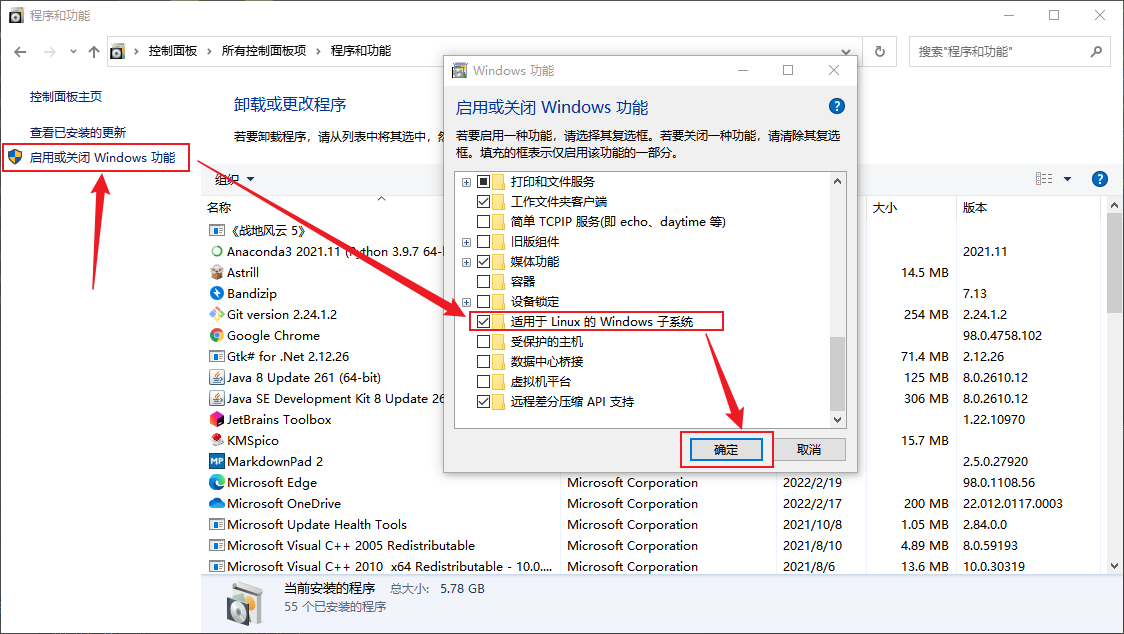 程序和功能
控制面板 › 所有控制面板项 › 程序和功能
搜索"程序和功能"
控制面板主页
查看已安装的更新
启用或关闭 Windows 功能
卸载或更改程序
若要卸载程序，请从列表中将其选中，
组织
名称
大小
版本
《战地风云 5》
Anaconda3 2021.11 (Python 3.9.7 64-
2021.11
Astrill
14.5 MB
Bandizip
7.13
Git version 2.24.1.2
254 MB
2.24.1.2
Google Chrome
98.0.4758.102
Gtk# for .Net 2.12.26
71.4 MB
2.12.26
Java 8 Update 261 (64-bit)
125 MB
8.0.2610.12
Java SE Development Kit 8 Update 26
306 MB
8.0.2610.12
JetBrains Toolbox
1.22.10970
KMSpico
15.7 MB
MarkdownPad 2
2.5.0.27920
Microsoft Edge
Microsoft Corporation
2022/2/19
98.0.1108.56
Microsoft OneDrive
Microsoft Corporation
2022/2/17
200 MB
22.012.0117.0003
Microsoft Update Health Tools
Microsoft Corporation
2021/10/8
1.05 MB
2.84.0.0
Microsoft Visual C++ 2005 Redistributable
Microsoft Corporation
2021/8/10
4.89 MB
8.0.59193
Microsoft Visual C++ 2010 x64 Redistributable - 10.0....
Microsoft Corporation
2021/8/6
13.6 MB
10.0.30319
当前安装的程序 总大小: 5.78 GB
55 个已安装的程序
Windows 功能
启用或关闭 Windows 功能
若要启用一种功能，请选择其复选框。若要关闭一种功能，请清除其复选
框。填充的框表示仅启用该功能的一部分。
打印和文件服务
工作文件夹客户端
简单 TCPIP 服务(即 echo、daytime 等)
旧版组件
媒体功能
容器
设备锁定
适用于 Linux 的 Windows 子系统
受保护的主机
数据中心桥接
虚拟机平台
远程差分压缩 API 支持
确定
取消